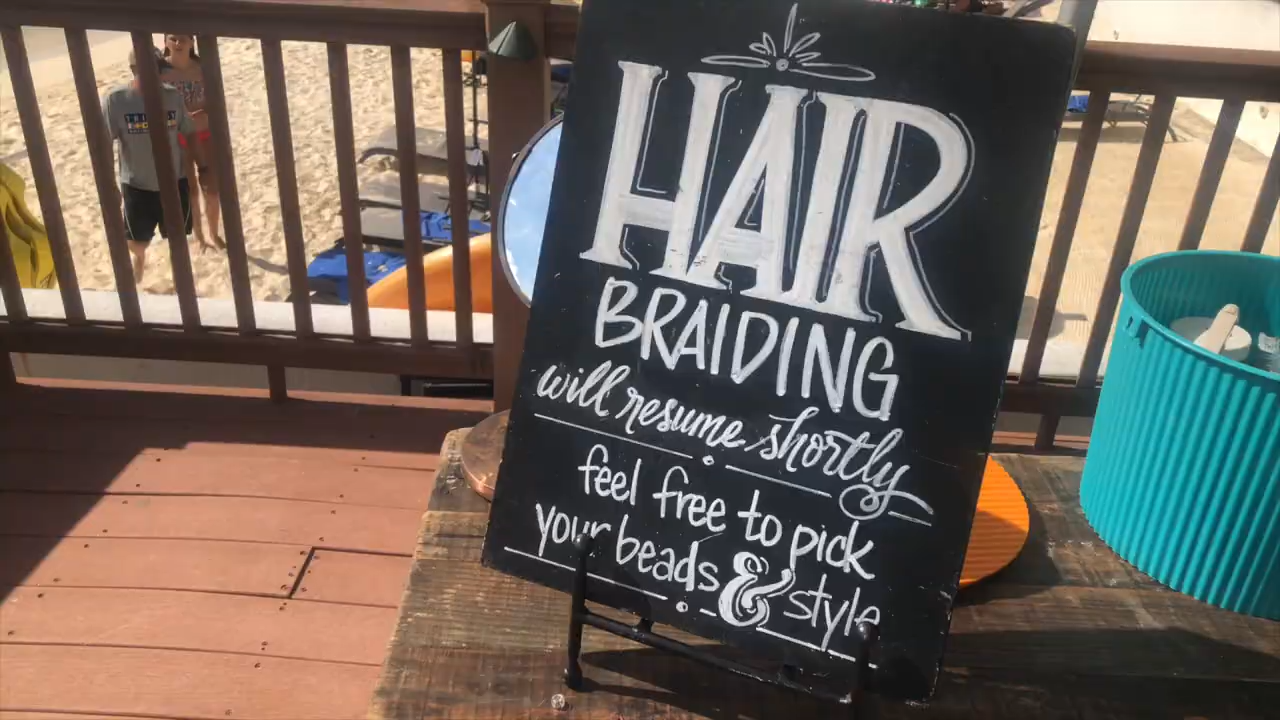 HAIR
BRAIDING
will resume shortly
feel free to pick
your beads & style